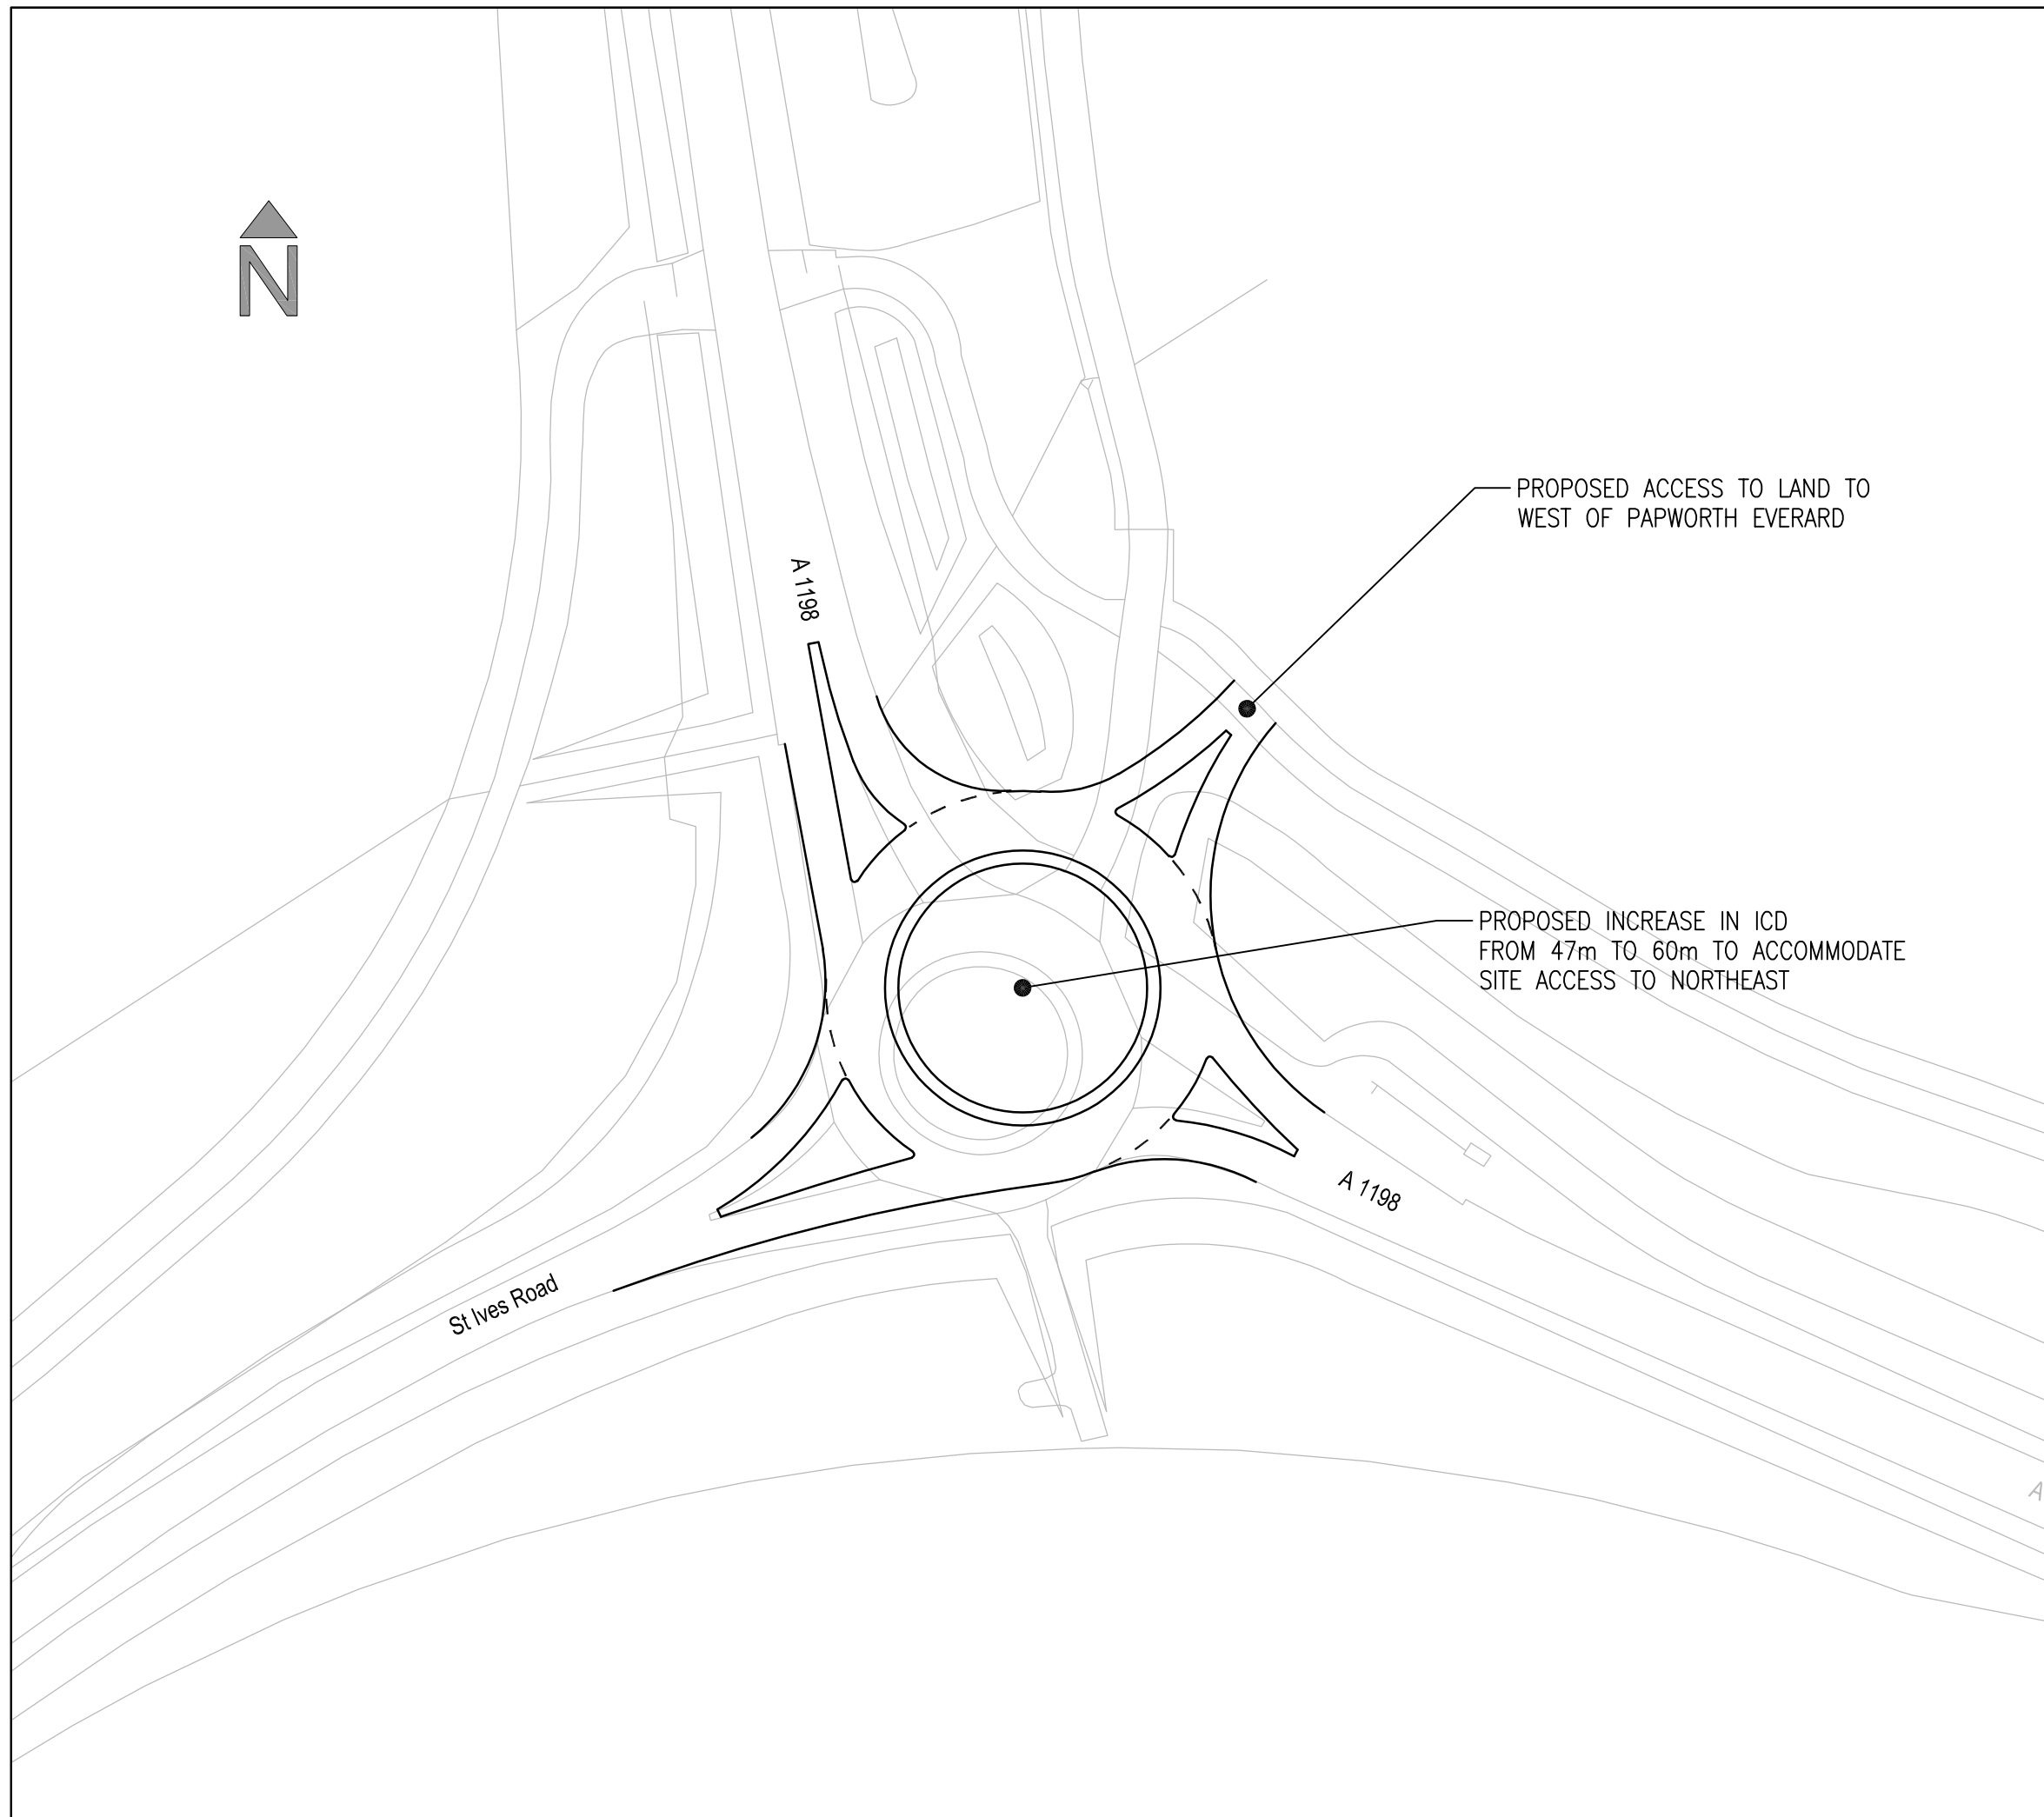 N
PROPOSED ACCESS TO LAND TO
WEST OF PAPWORTH EVERARD
A 1198
PROPOSED INCREASE IN ICD
FROM 47m TO 60m TO ACCOMMODATE
SITE ACCESS TO NORTHEAST
A 1198
St Ives Road
A